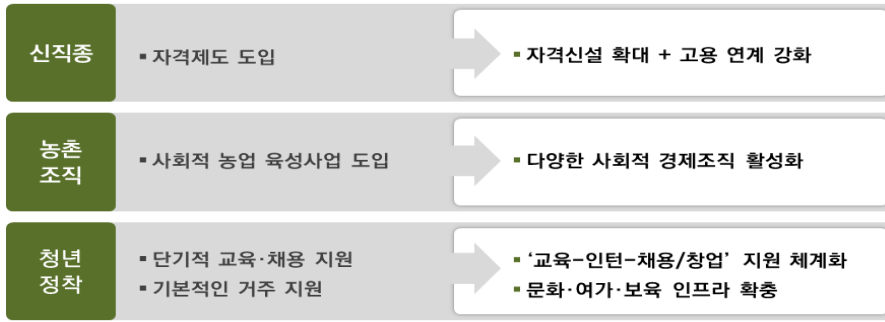 신직종
▪ 자격제도 도입
▪ 자격신설 확대 + 고용 연계 강화
농촌
조직
▪ 사회적 농업 육성사업 도입
▪ 다양한 사회적 경제조직 활성화
청년
정착
▪ 단기적 교육·채용 지원
▪ 기본적인 거주 지원
▪ ‘교육-인턴-채용/창업’ 지원 체계화
▪ 문화·여가·보육 인프라 확충